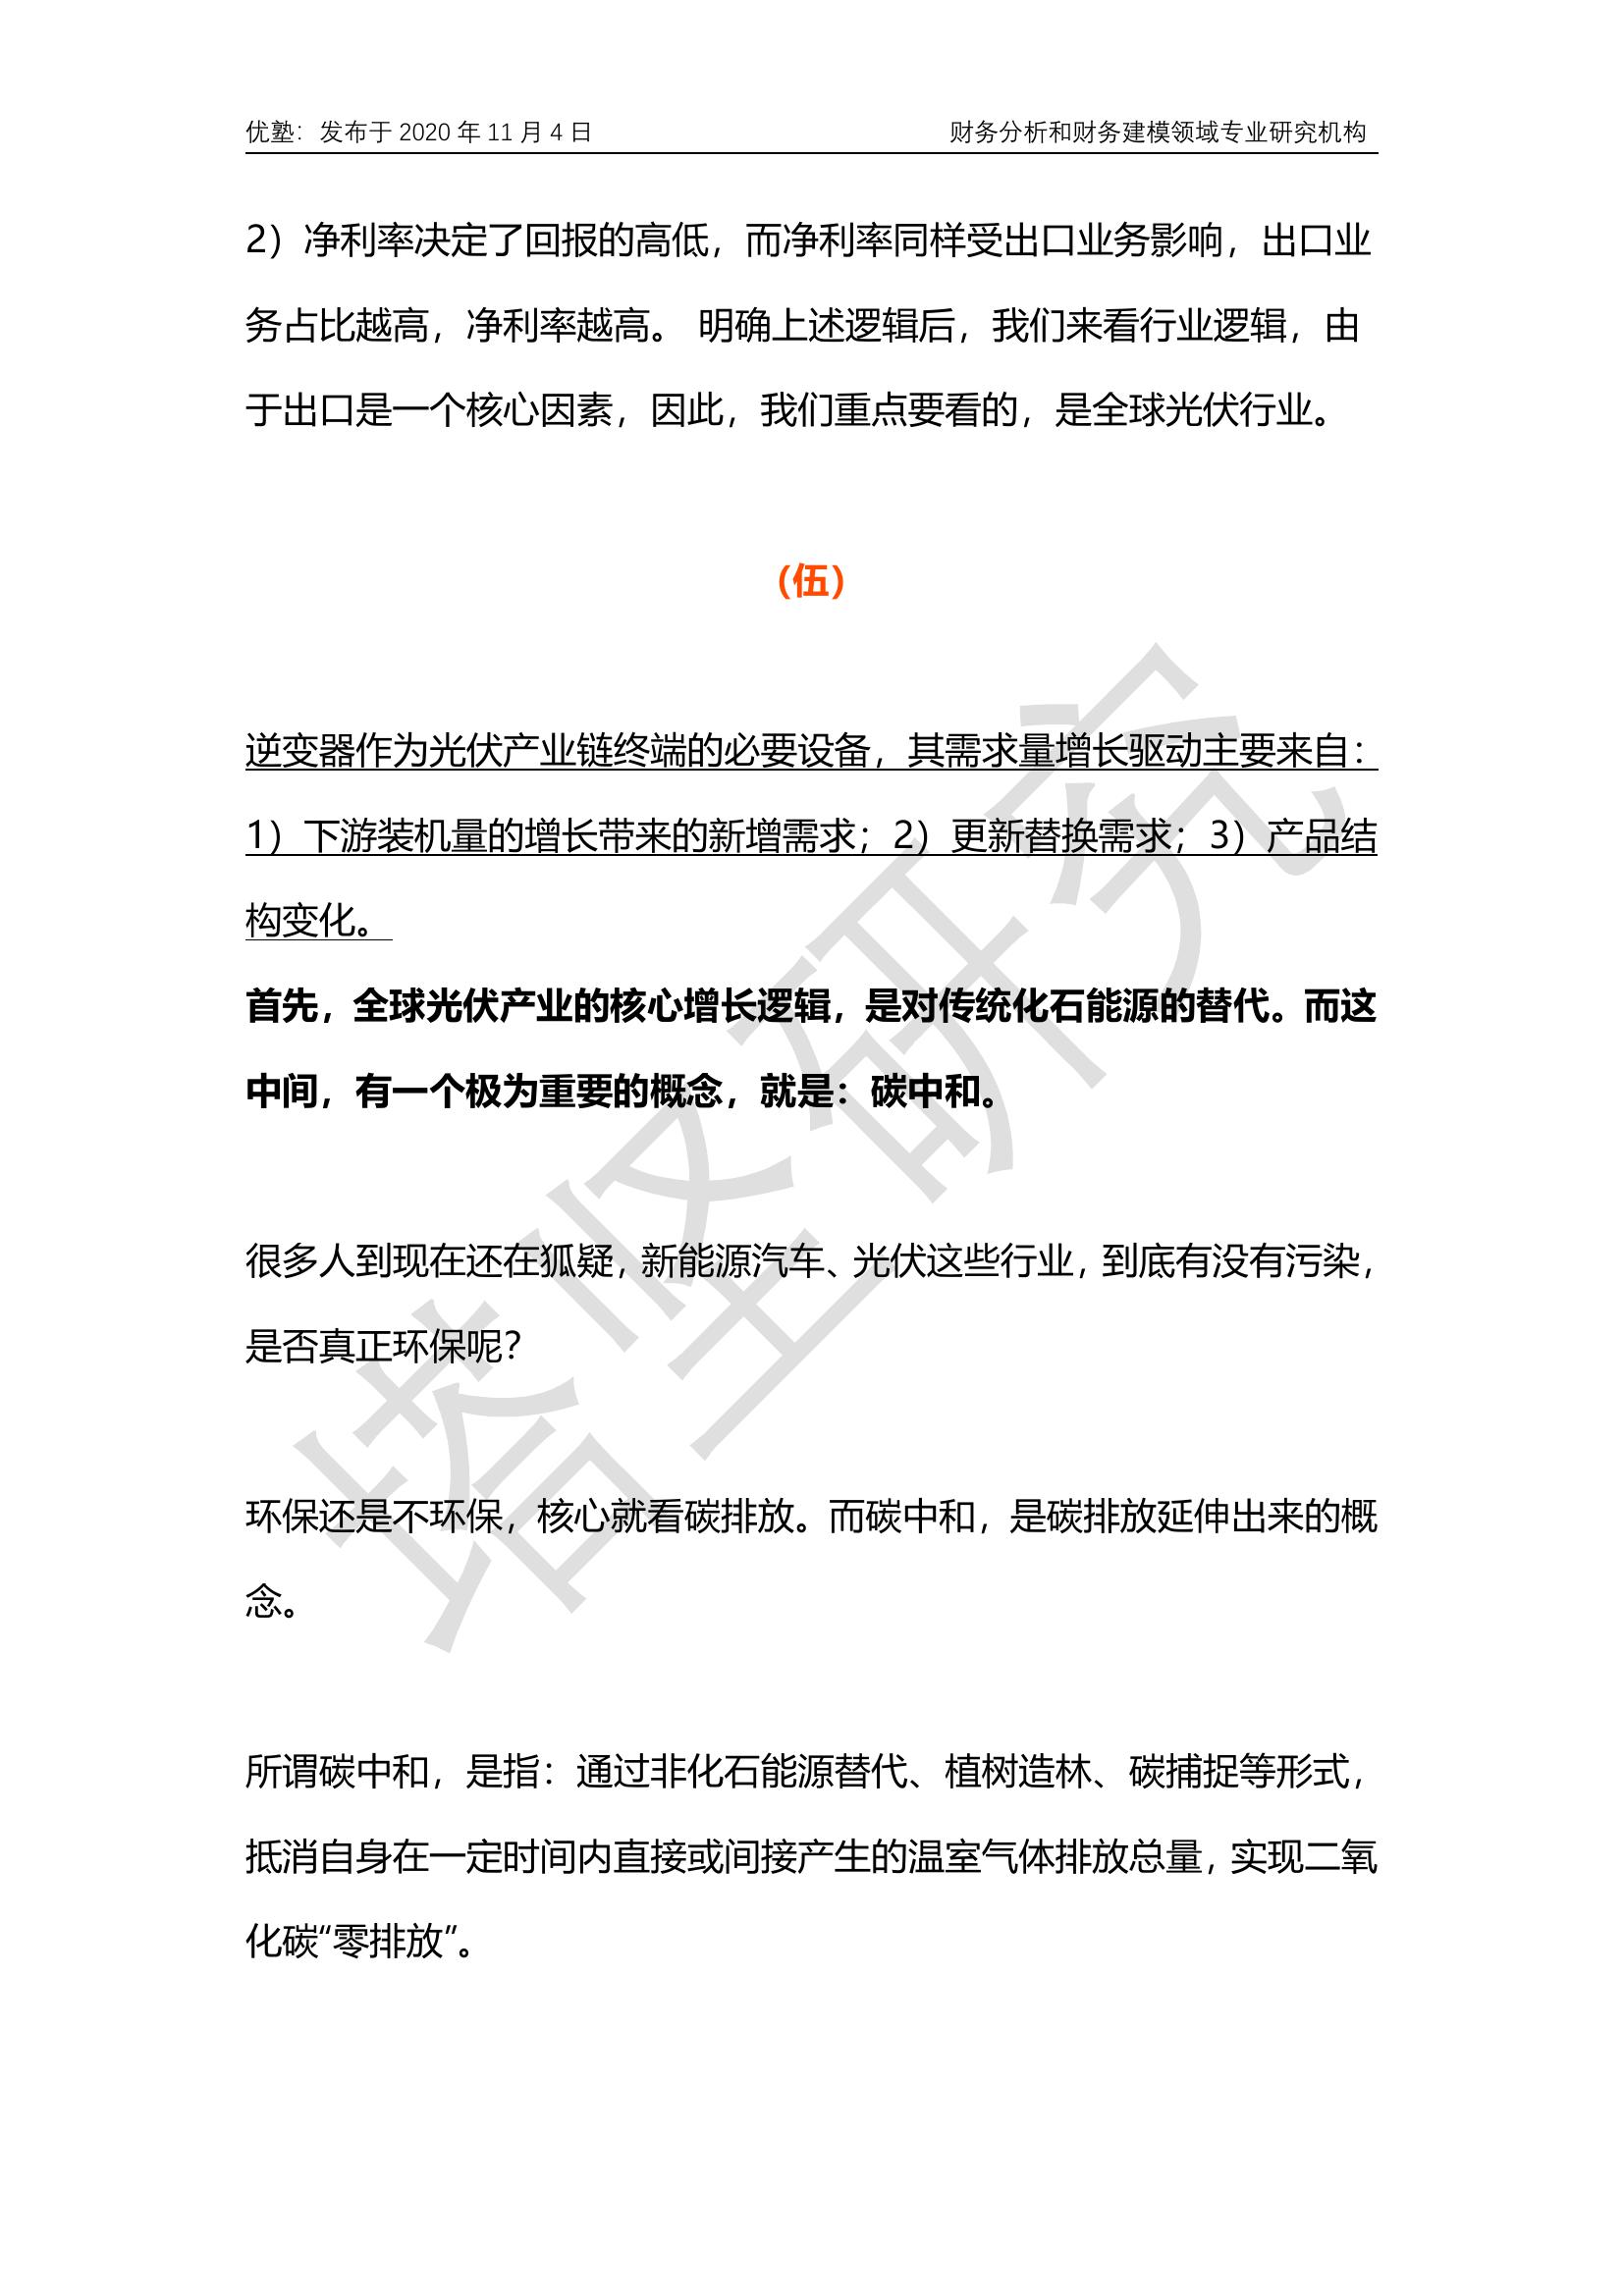 优塾：发布于 2020 年 11 月 4 日 财务分析和财务建模领域专业研究机构
2）净利率决定了回报的高低，而净利率同样受出口业务影响，出口业
务占比越高，净利率越高。 明确上述逻辑后，我们来看行业逻辑，由
于出口是一个核心因素，因此，我们重点要看的，是全球光伏行业。
（伍）
逆变器作为光伏产业链终端的必要设备，其需求量增长驱动主要来自：
1）下游装机量的增长带来的新增需求；2）更新替换需求；3）产品结
构变化。
首先，全球光伏产业的核心增长逻辑，是对传统化石能源的替代。而这
中间，有一个极为重要的概念，就是：碳中和。
很多人到现在还在狐疑，新能源汽车、光伏这些行业，到底有没有污染，
是否真正环保呢？
环保还是不环保，核心就看碳排放。而碳中和，是碳排放延伸出来的概
念。
所谓碳中和，是指：通过非化石能源替代、植树造林、碳捕捉等形式，
抵消自身在一定时间内直接或间接产生的温室气体排放总量，实现二氧
化碳“零排放”。
塔坚研究